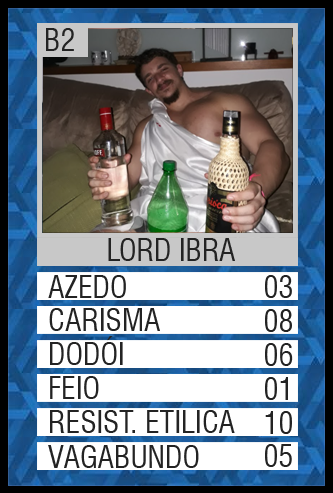 B2
LORD IBRA
AZEDO 03
CARISMA 08
DODÓI 06
FEIO 01
RESIST. ETILICA 10
VAGABUNDO 05